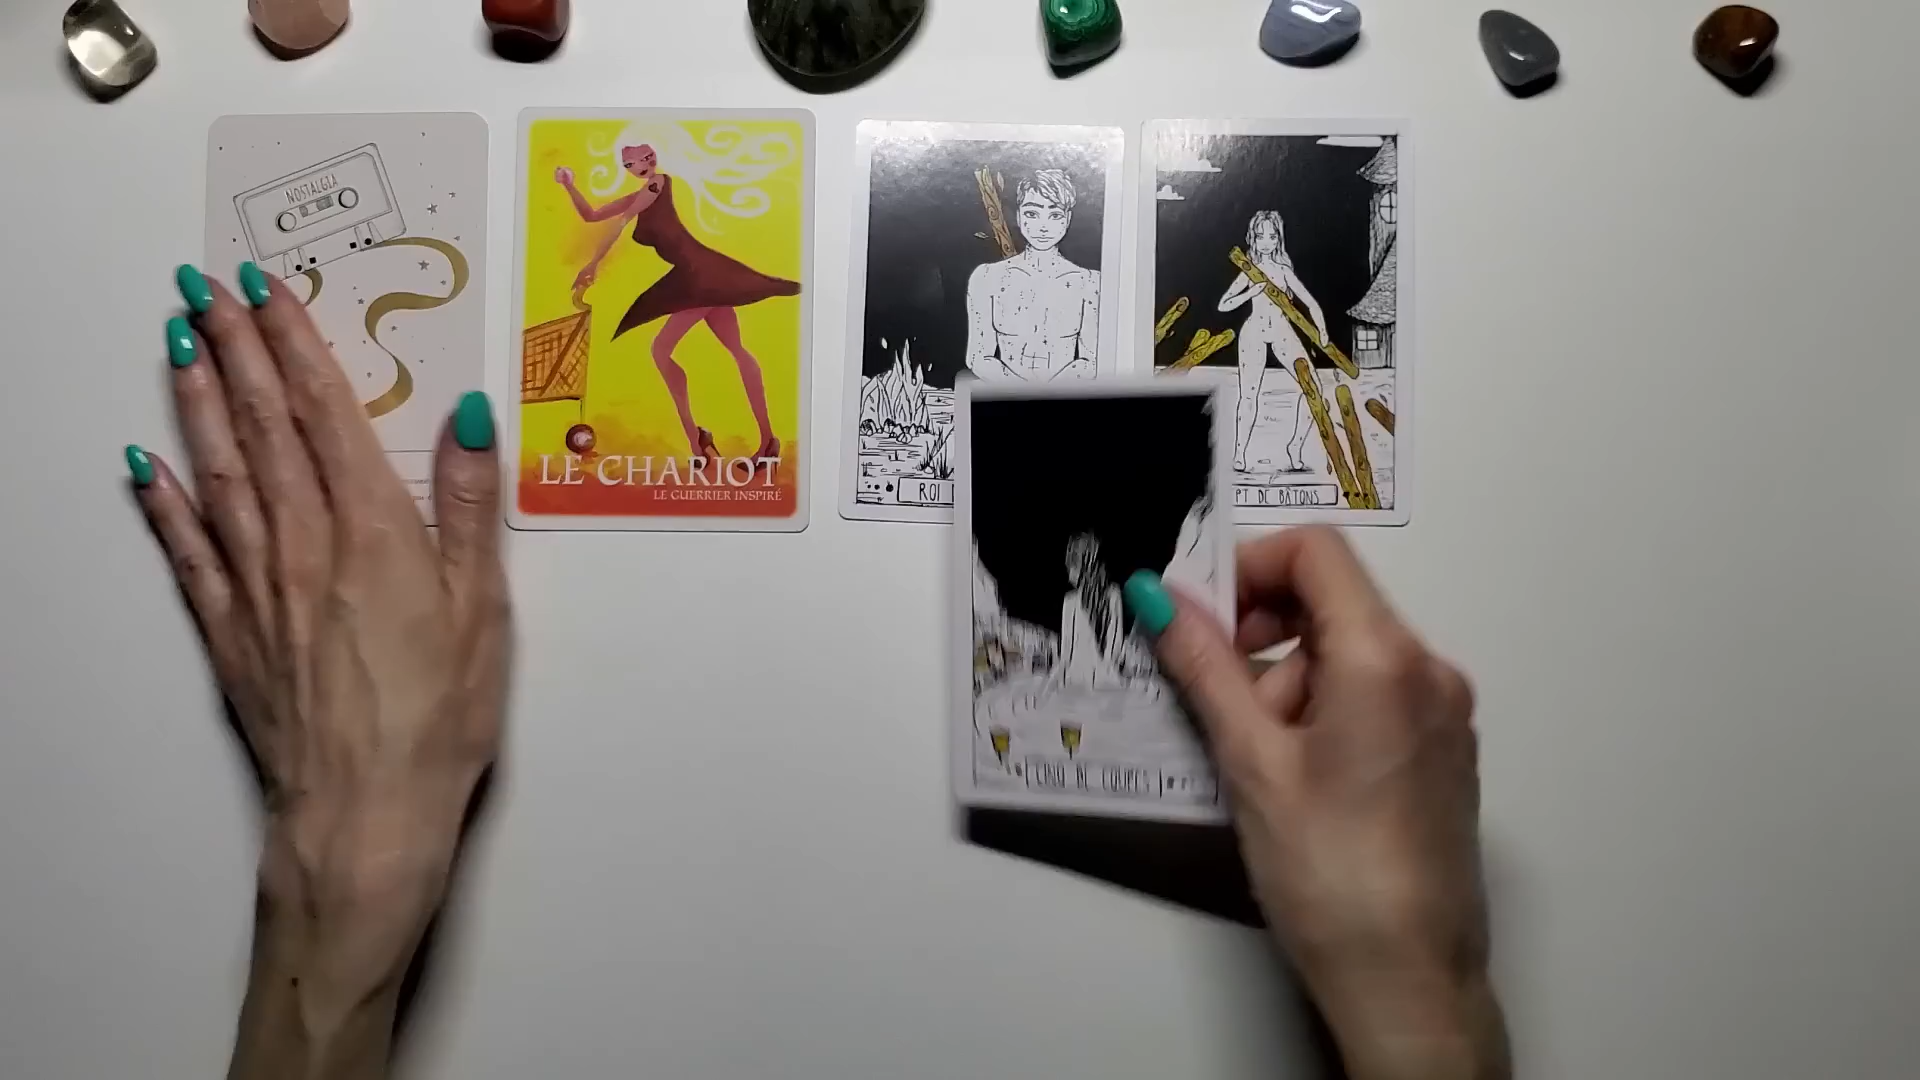 NOSTALGIA
LE CHARIOT
LE GUERRIER INSPIRÉ
ROI
PT DE BÂTONS
CINQ DE COUPES